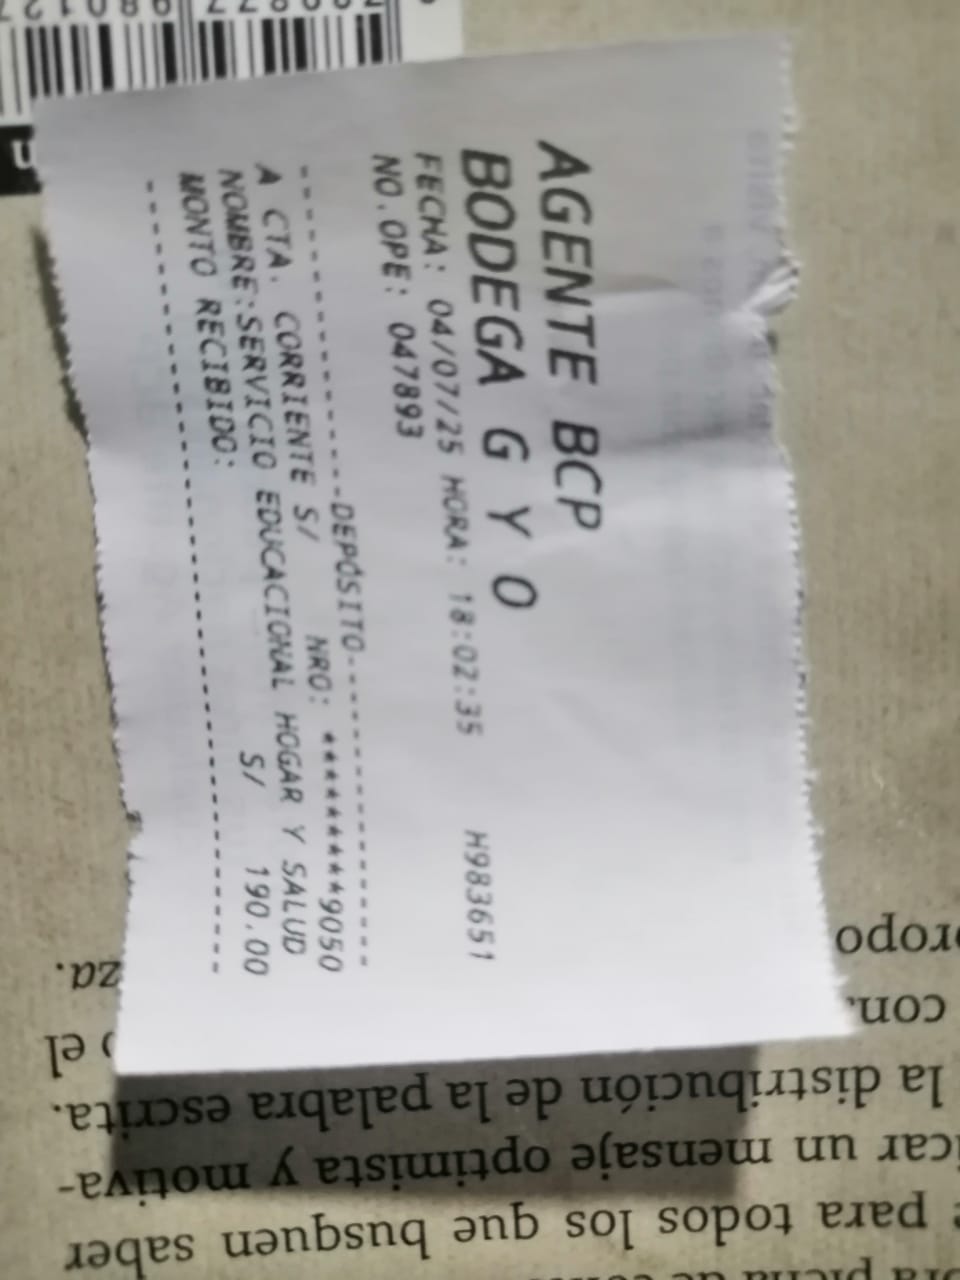 AGENTE BCP
BODEGA G Y O
FECHA: 04/07/25 HORA: 18:02:35 H983651
NO.OPE: 047893
--------------------DEPÓSITO--------------------
A CTA. CORRIENTE S/ NRO: *********9050
NOMBRE:SERVICIO EDUCACIONAL HOGAR Y SALUD
MONTO RECIBIDO: S/ 190.00
------------------------------------------------
para todos los que busquen saber
car un mensaje optimista y motiva-
la distribución de la palabra escrita.
con el
za.